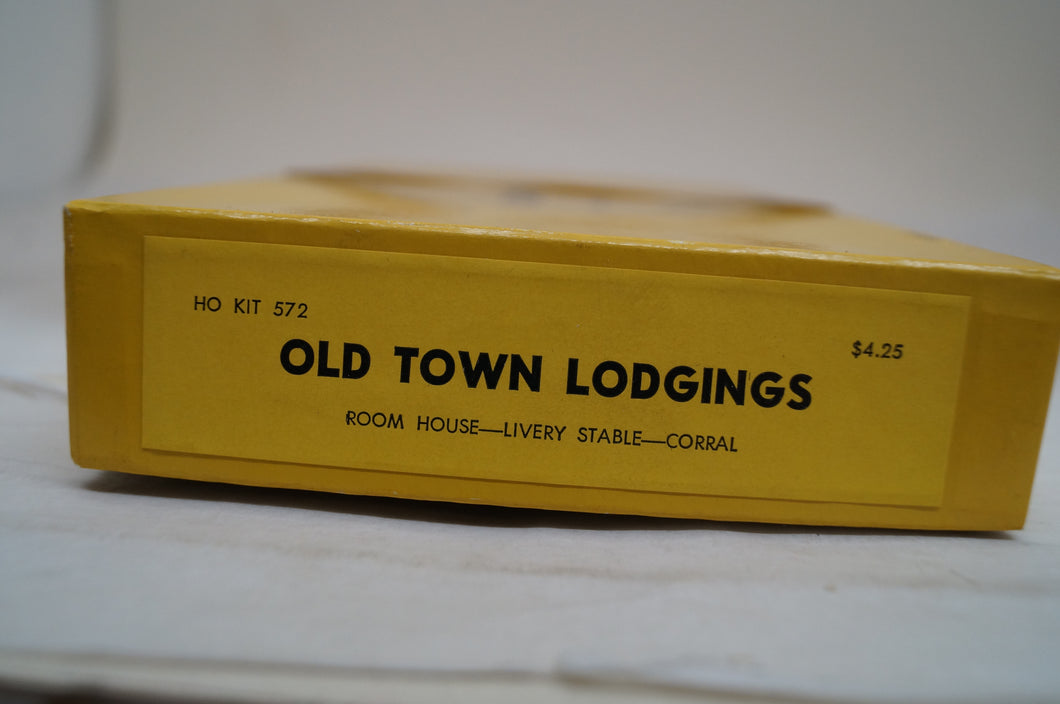 HO KIT 572
$4.25
OLD TOWN LODGINGS
ROOM HOUSE—LIVERY STABLE—CORRAL